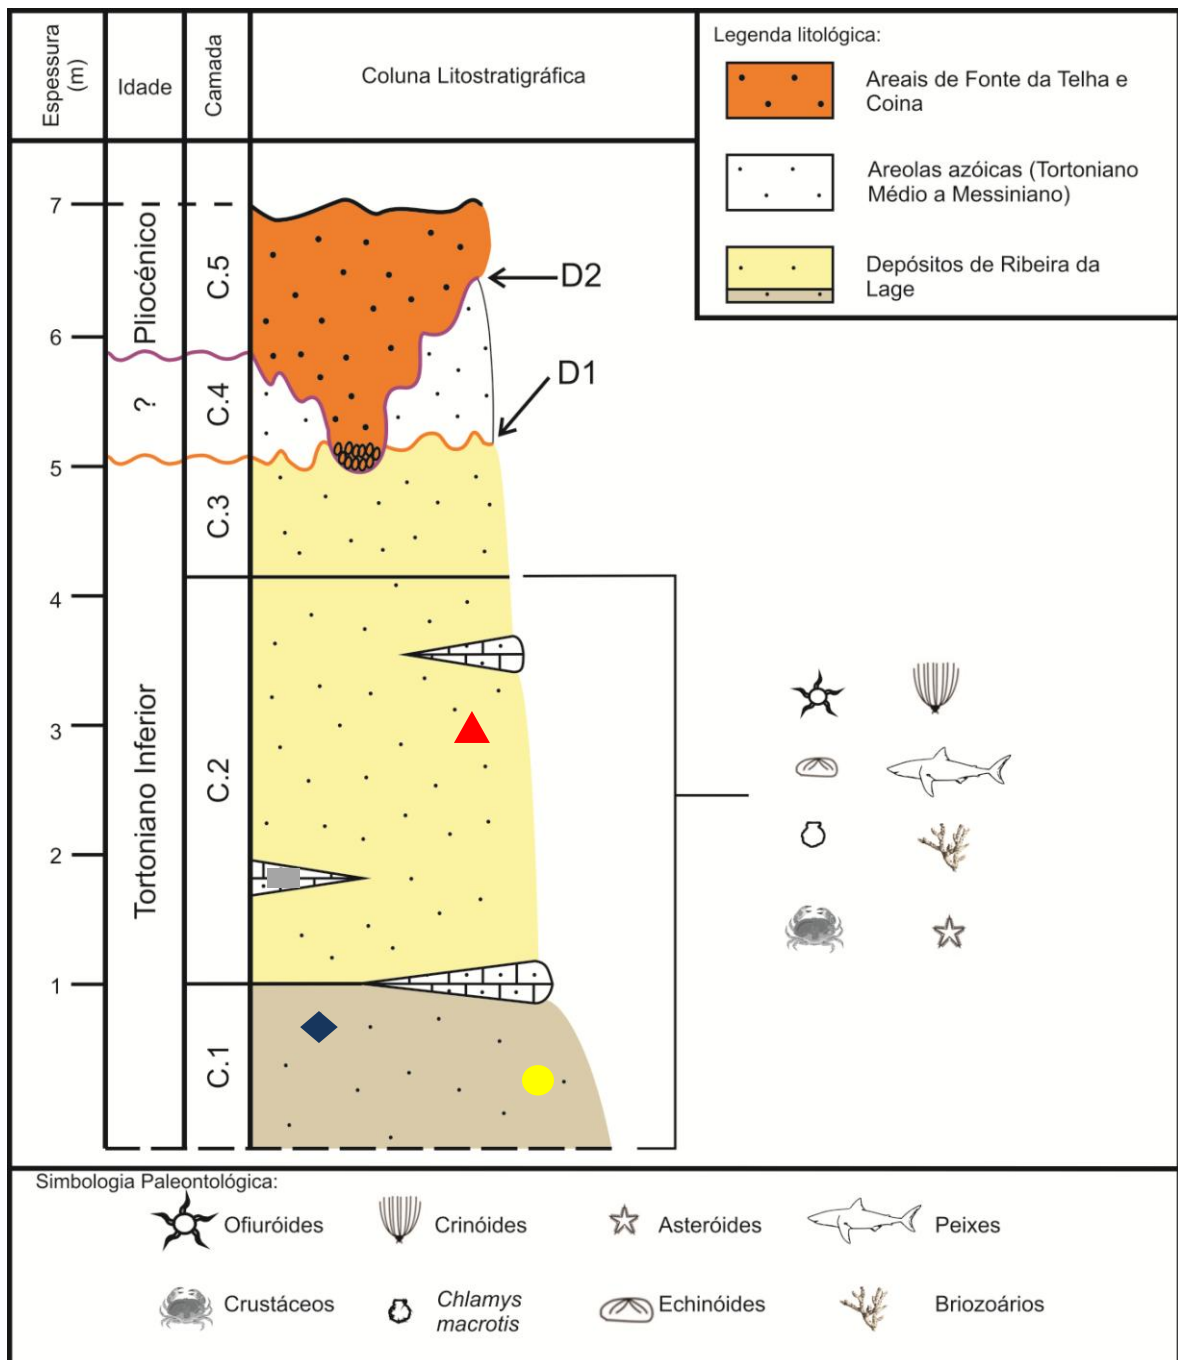 Espessura
(m)
Idade
Camada
Coluna Litostratigráfica
Legenda litológica:
Areais de Fonte da Telha e
Coina
Areolas azóicas (Tortoniano
Médio a Messiniano)
Depósitos de Ribeira da
Lage
7
6
5
4
3
2
1
Pliocénico
?
Tortoniano Inferior
C.5
C.4
C.3
C.2
C.1
D2
D1
Simbologia Paleontológica:
Ofiuróides
Crinóides
Asteróides
Peixes
Crustáceos
Chlamys
macrotis
Echinóides
Briozoários